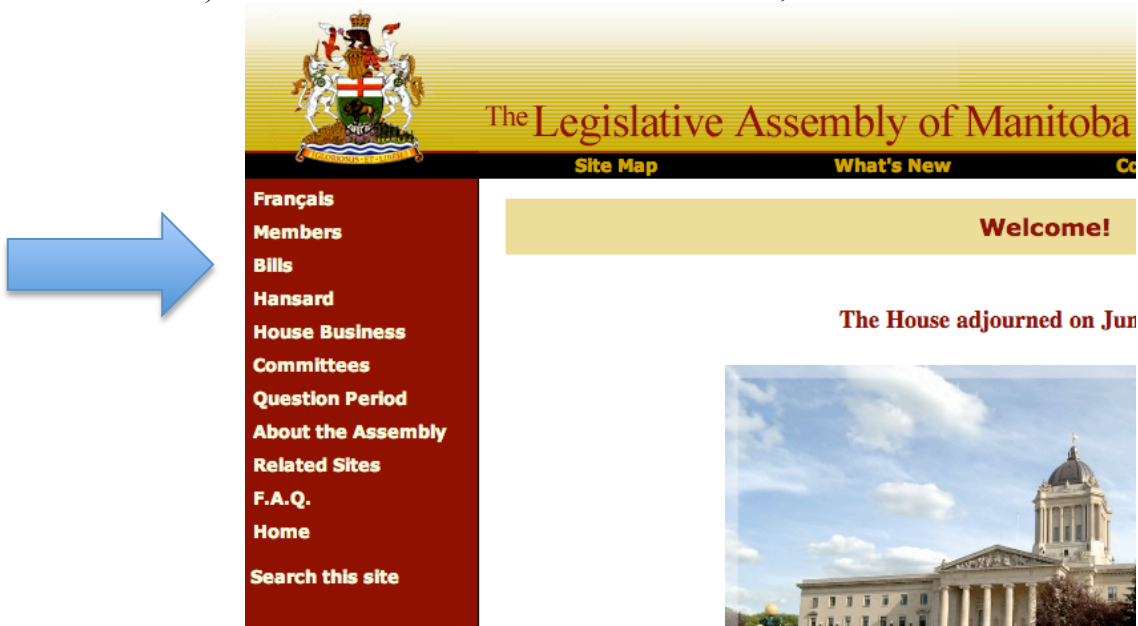 The Legislative Assembly of Manitoba
Site Map What's New
Français
Members
Welcome!
Bills
Hansard
The House adjourned on
House Business
Committees
Question Period
About the Assembly
Related Sites
F.A.Q.
Home
Search this site